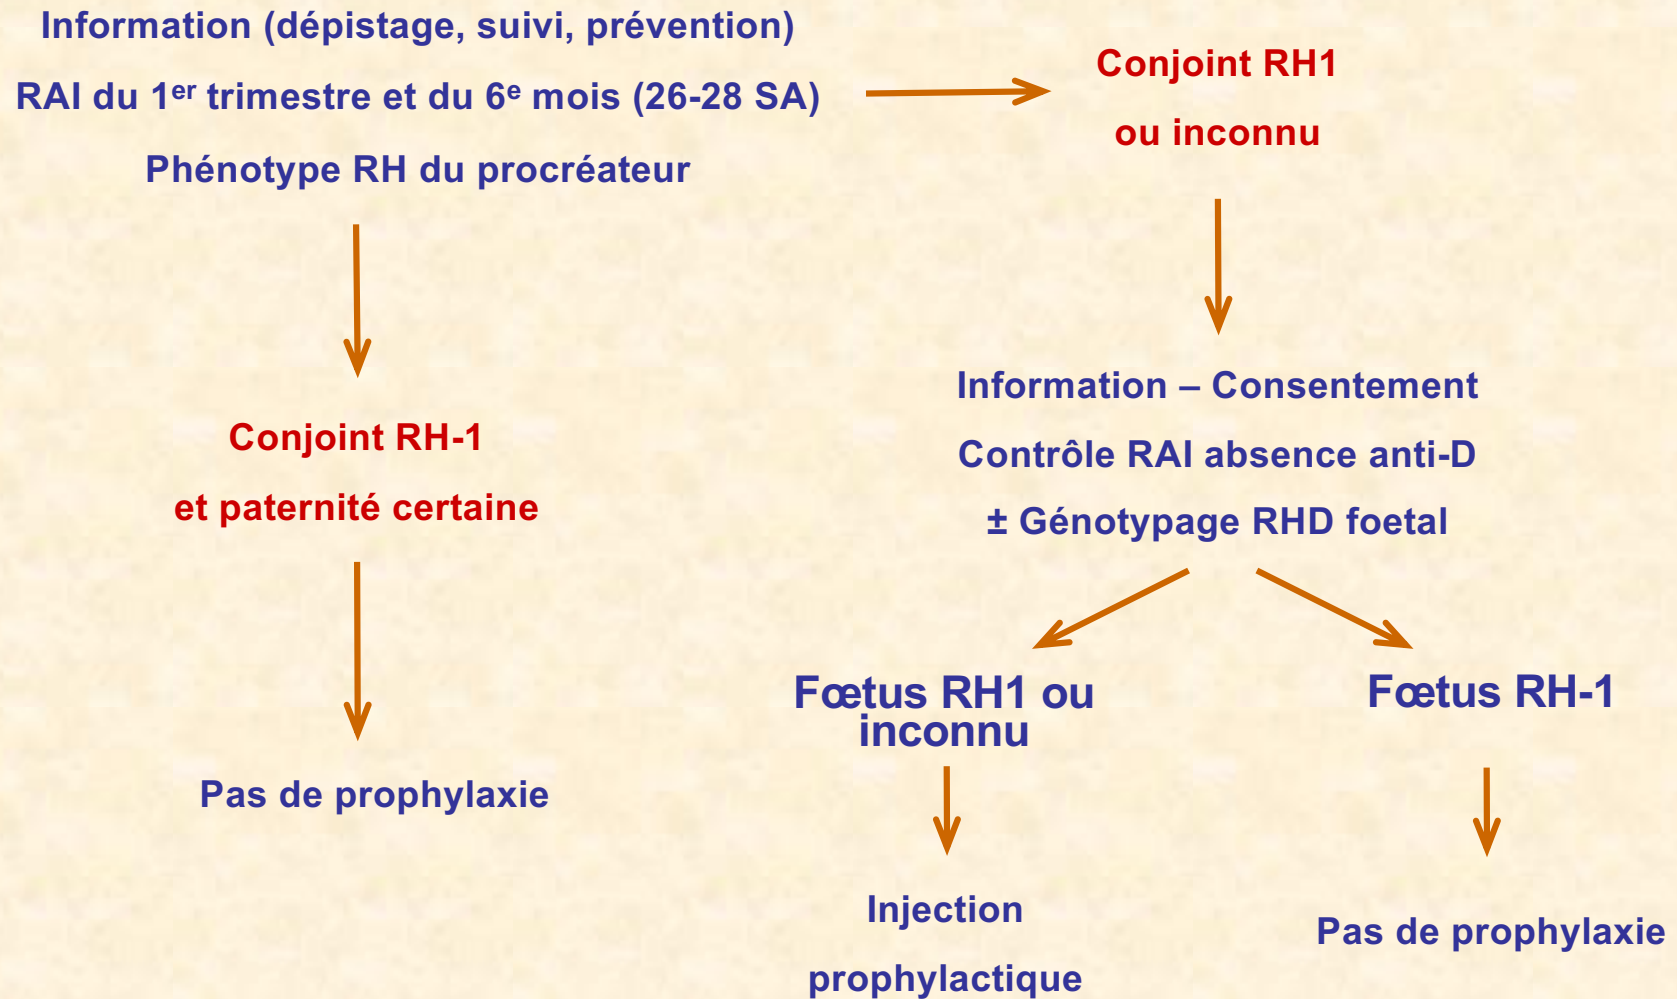 Information (dépistage, suivi, prévention)
RAI du 1er trimestre et du 6e mois (26-28 SA)
Phénotype RH du procréateur
Conjoint RH1
ou inconnu
Conjoint RH-1
et paternité certaine
Information – Consentement
Contrôle RAI absence anti-D
± Génotypage RHD foetal
Pas de prophylaxie
Fœtus RH1 ou
inconnu
Fœtus RH-1
Injection
prophylactique
Pas de prophylaxie